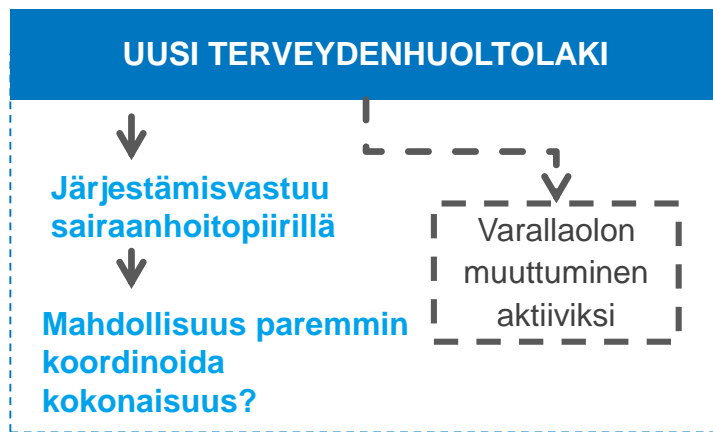 UUSI TERVEYDENHUOLTOLAKI
Järjestämisvastuu
sairaanhoitopiirillä
Mahdollisuus paremmin
koordinoida
kokonaisuus?
Varallaolon
muuttuminen
aktiiviksi